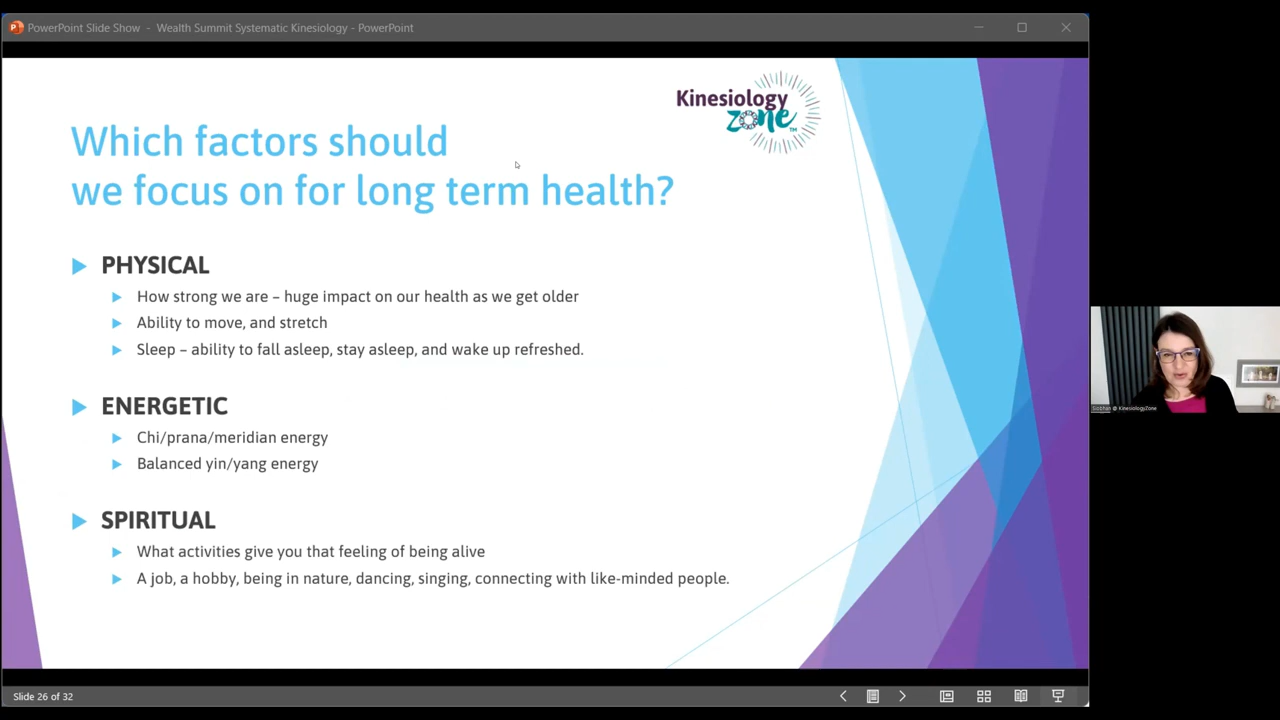 PowerPoint Slide Show - Wealth Summit Systematic Kinesiology - PowerPoint
Kinesiology
zone™
Which factors should
we focus on for long term health?
PHYSICAL
How strong we are – huge impact on our health as we get older
Ability to move, and stretch
Sleep – ability to fall asleep, stay asleep, and wake up refreshed.
ENERGETIC
Chi/prana/meridian energy
Balanced yin/yang energy
SPIRITUAL
What activities give you that feeling of being alive
A job, a hobby, being in nature, dancing, singing, connecting with like-minded people.
Siobhan @ KinesiologyZone
Slide 26 of 32